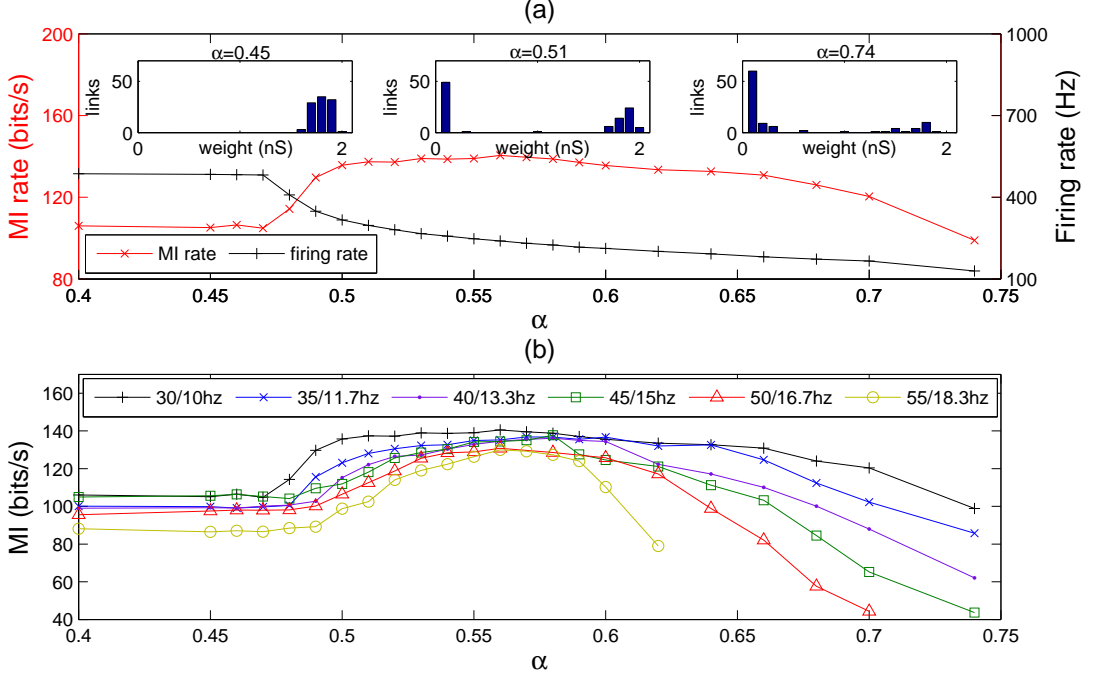 (a)
200
160
120
80
MI rate (bits/s)
1000
700
400
100
Firing rate (Hz)
α=0.45
50
0
links
0
weight (nS)
2
α=0.51
50
0
links
0
weight (nS)
2
α=0.74
50
0
links
0
weight (nS)
2
MI rate
firing rate
0.4 0.45 0.5 0.55 0.6 0.65 0.7 0.75
α
(b)
30/10hz 35/11.7hz 40/13.3hz 45/15hz 50/16.7hz 55/18.3hz
160
140
120
100
80
60
40
MI (bits/s)
0.4 0.45 0.5 0.55 0.6 0.65 0.7 0.75
α